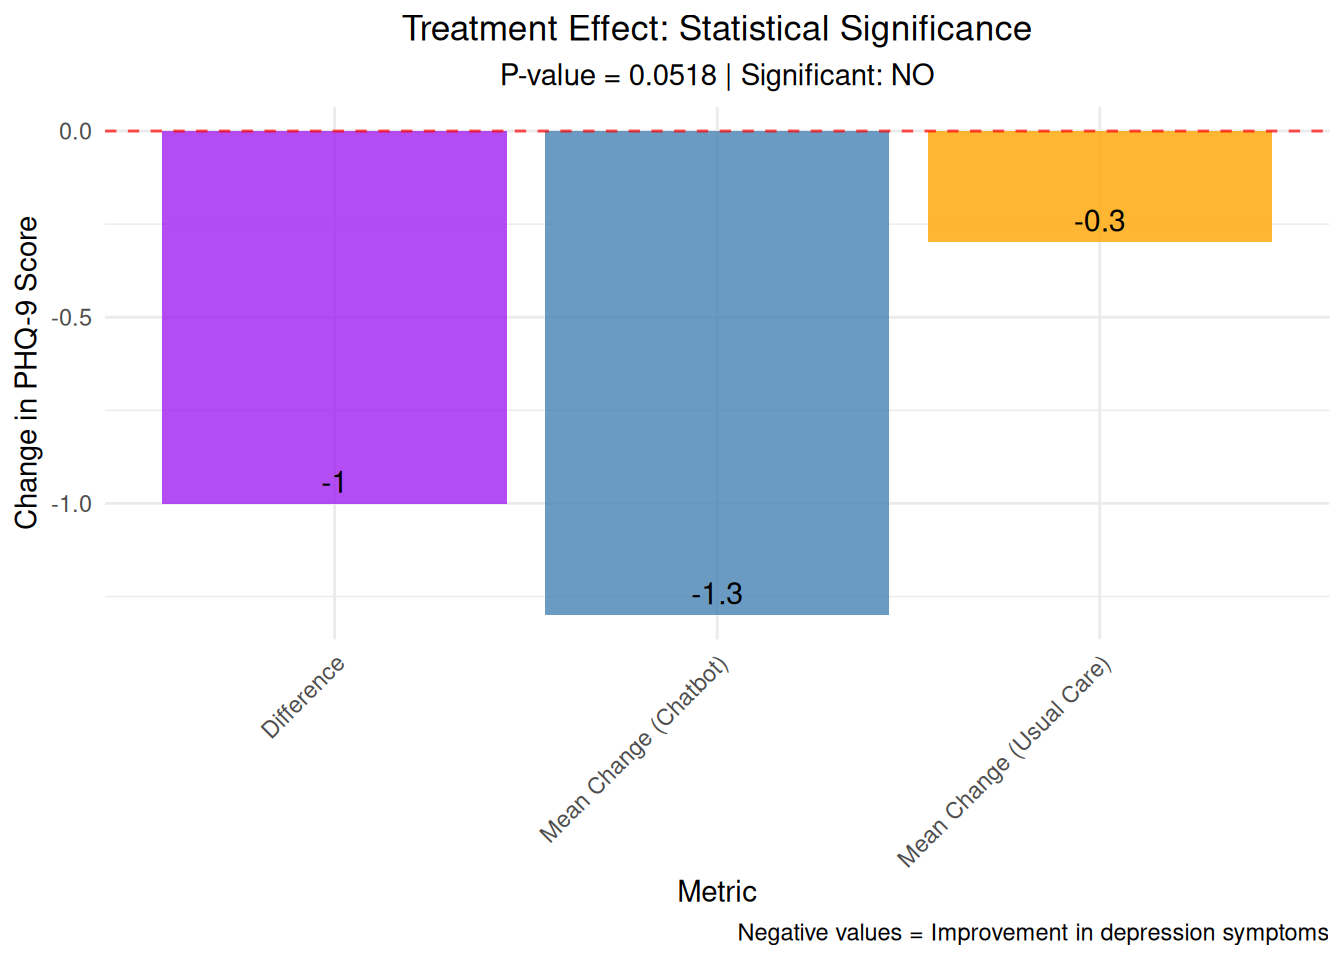 Treatment Effect: Statistical Significance
P-value = 0.0518 | Significant: NO
Change in PHQ-9 Score
0.0
-0.5
-1.0
-1
-1.3
-0.3
Difference
Mean Change (Chatbot)
Mean Change (Usual Care)
Metric
Negative values = Improvement in depression symptoms